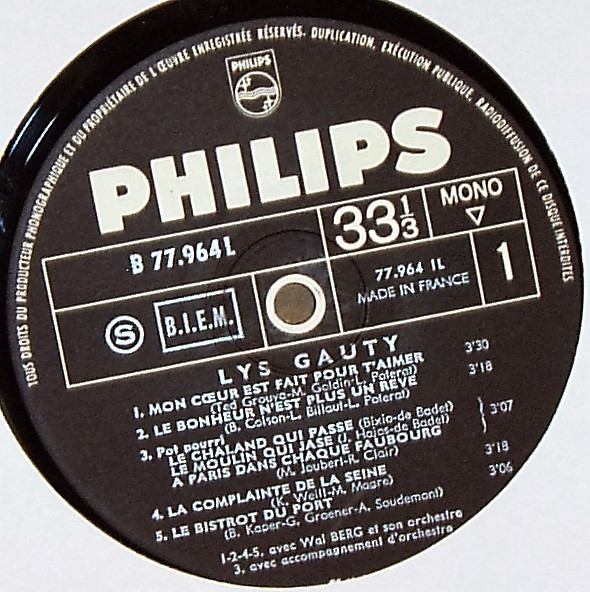 TOUS DROITS DU PRODUCTEUR PHONOGRAPHIQUE ET DU PROPRIÉTAIRE DE L'ŒUVRE ENREGISTRÉE RÉSERVÉS. DUPLICATION, EXÉCUTION PUBLIQUE, RADIODIFFUSION DE CE DISQUE INTERDITES
PHILIPS
PHILIPS
B 77.964 L
33 1/3
MONO
S
B.I.E.M.
77.964 1L
MADE IN FRANCE
1
LYS GAUTY
1. MON CŒUR EST FAIT POUR T'AIMER 3'30
(Ted Grouya-M. Goldin-L. Poterat)
2. LE BONHEUR N'EST PLUS UN RÊVE 3'18
(B. Colson-L. Billaut-L. Poterat)
3. Pot pourri
LE CHALAND QUI PASSE (Bixio-de Badet) } 3'07
LE MOULIN QUI JASE (J. Hajos-de Badet)
A PARIS DANS CHAQUE FAUBOURG
(M. Joubert-R. Clair)
4. LA COMPLAINTE DE LA SEINE 3'18
(K. Weill-M. Magre)
5. LE BISTROT DU PORT 3'06
(B. Kaper-G. Groener-A. Soudemont)
1-2-4-5. avec Wal BERG et son orchestre
3. avec accompagnement d'orchestre